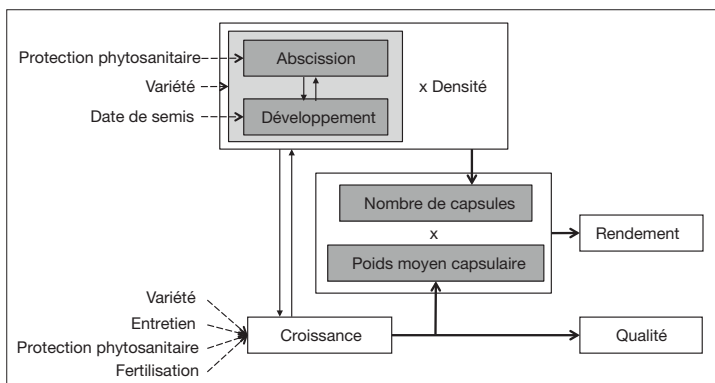 Protection phytosanitaire
Abscission
Variété
x Densité
Date de semis
Développement
Nombre de capsules
x
Rendement
Poids moyen capsulaire
Variété
Entretien
Protection phytosanitaire
Fertilisation
Croissance
Qualité